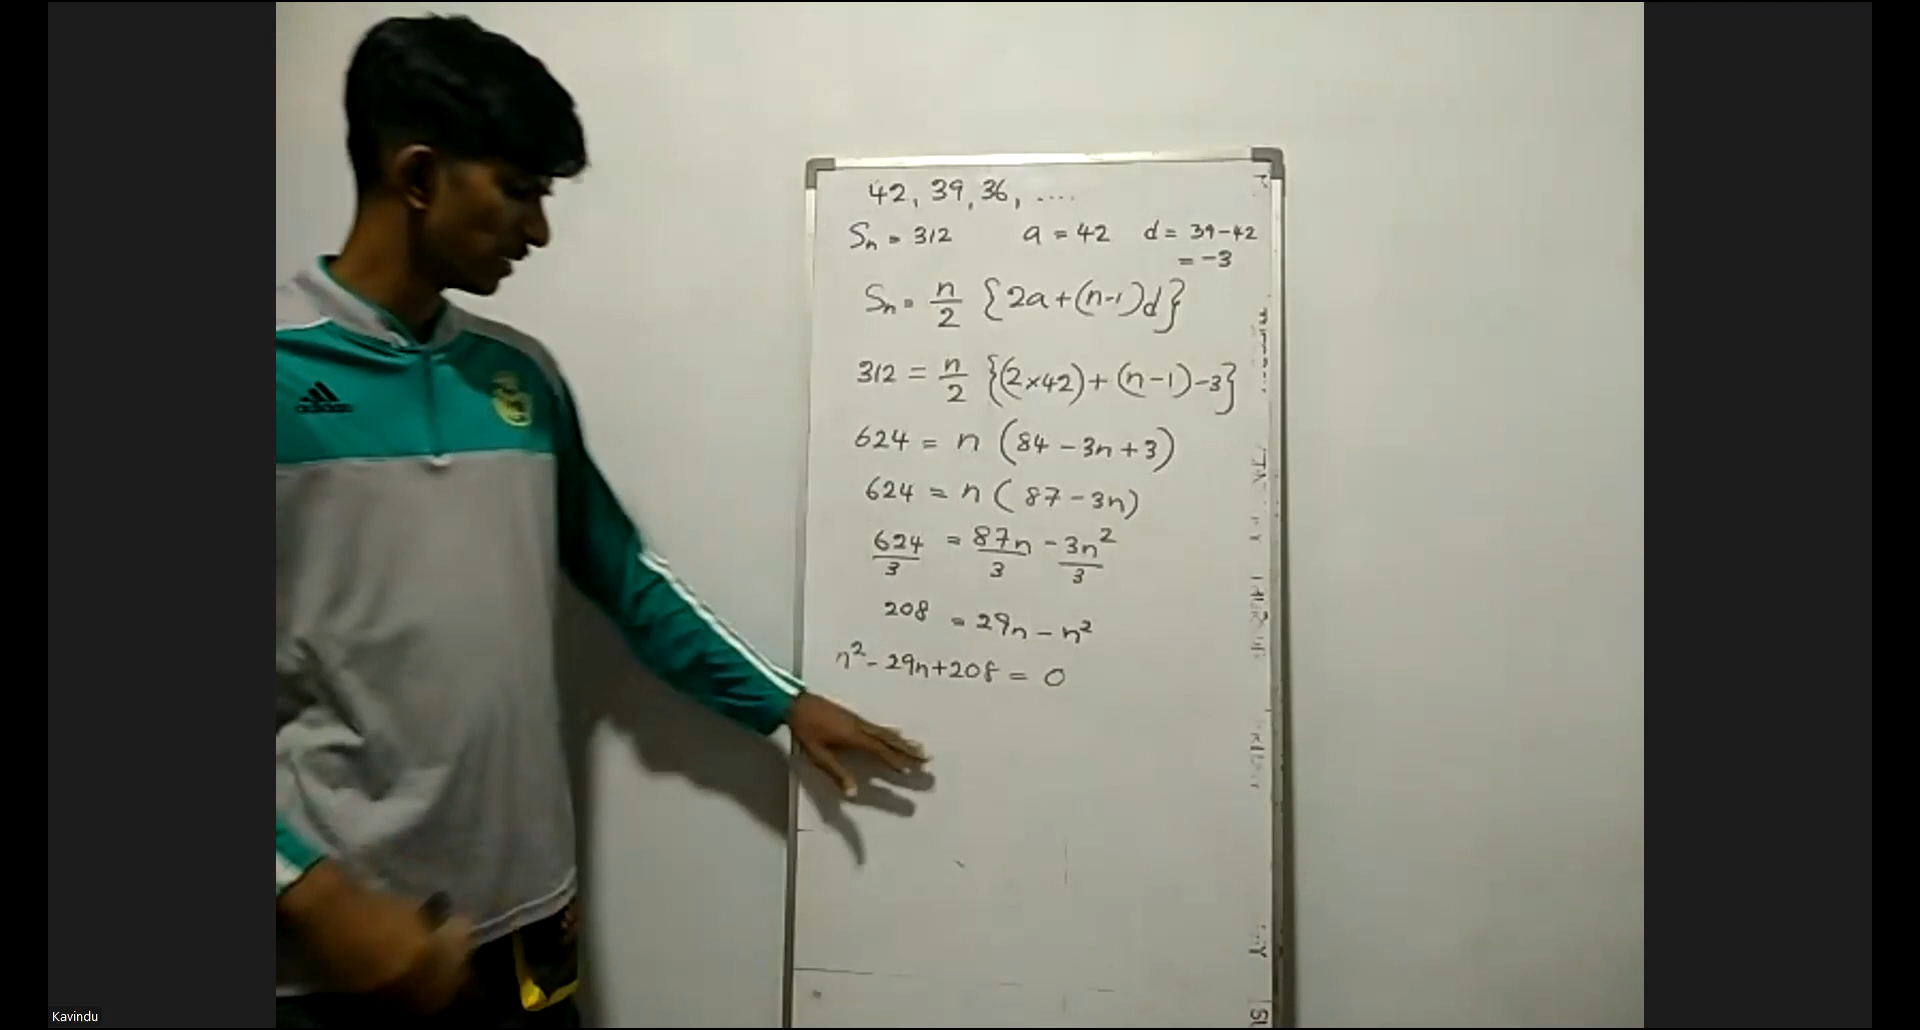 42, 39, 36, ....
Sn = 312 a = 42 d = 39-42
= -3
Sn = n/2 {2a+(n-1)d}
312 = n/2 {(2×42)+(n-1)-3}
624 = n (84 - 3n + 3)
624 = n ( 87 - 3n)
624/3 = 87n/3 - 3n²/3
208 = 29n - n²
n² - 29n+208 = 0
adidas
Kavindu